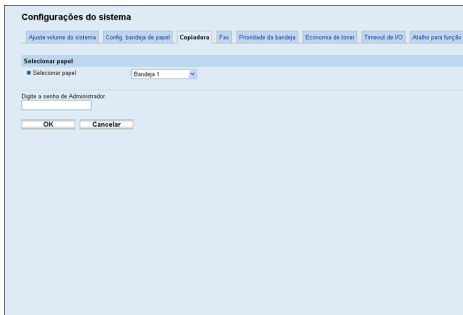 Configurações do sistema
Ajuste volume do sistema Config. bandeja de papel Copiadora Fax Prioridade da bandeja Economia de toner Timeout de I/O Atalho para função
Selecionar papel
Selecionar papel : Bandeja 1
Digite a senha de Administrador.
OK Cancelar